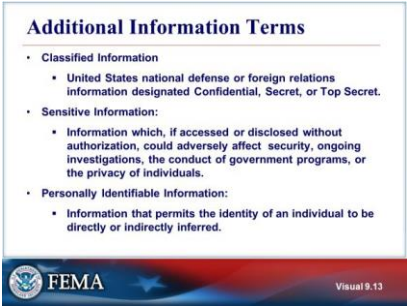 Additional Information Terms
• Classified Information
▪ United States national defense or foreign relations
information designated Confidential, Secret, or Top Secret.
• Sensitive Information:
▪ Information which, if accessed or disclosed without
authorization, could adversely affect security, ongoing
investigations, the conduct of government programs, or
the privacy of individuals.
• Personally Identifiable Information:
▪ Information that permits the identity of an individual to be
directly or indirectly inferred.
FEMA
Visual 9.13